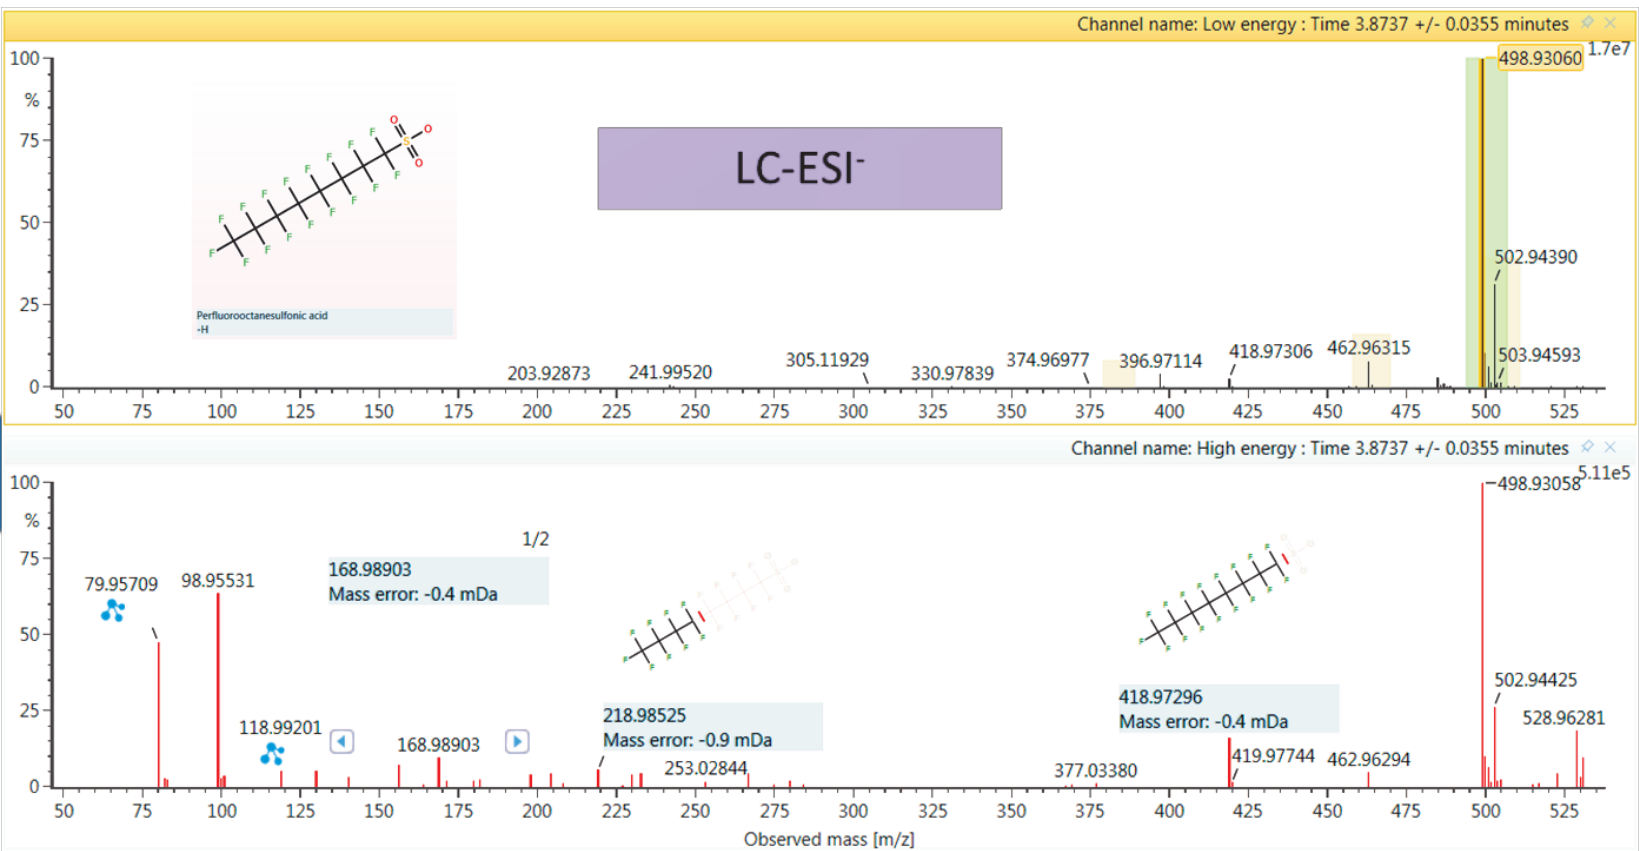 Channel name: Low energy : Time 3.8737 +/- 0.0355 minutes
1.7e7
100
%
75
50
25
0
498.93060
LC-ESI-
F F F F F F F F F F F F F F F F F O O O S
Perfluorooctanesulfonic acid
-H
502.94390
203.92873
241.99520
305.11929
330.97839
374.96977
396.97114
418.97306
462.96315
503.94593
50 75 100 125 150 175 200 225 250 275 300 325 350 375 400 425 450 475 500 525
Channel name: High energy : Time 3.8737 +/- 0.0355 minutes
5.11e5
100
%
75
50
25
0
498.93058
1/2
79.95709
98.95531
168.98903
Mass error: -0.4 mDa
118.99201
168.98903
218.98525
Mass error: -0.9 mDa
253.02844
418.97296
Mass error: -0.4 mDa
377.03380
419.97744
462.96294
502.94425
528.96281
50 75 100 125 150 175 200 225 250 275 300 325 350 375 400 425 450 475 500 525
Observed mass [m/z]